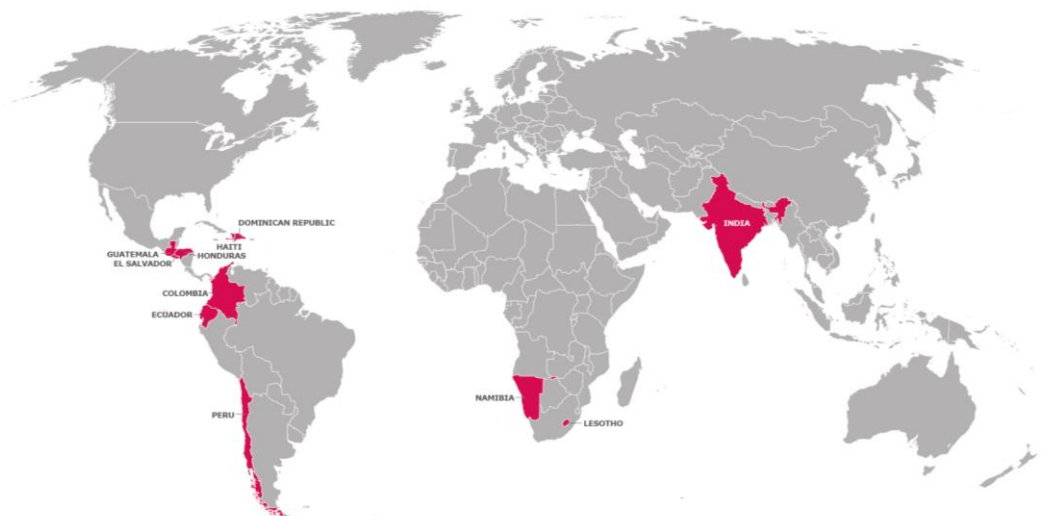 DOMINICAN REPUBLIC
HAITI
GUATEMALA
HONDURAS
EL SALVADOR
COLOMBIA
ECUADOR
PERU
INDIA
NAMIBIA
LESOTHO